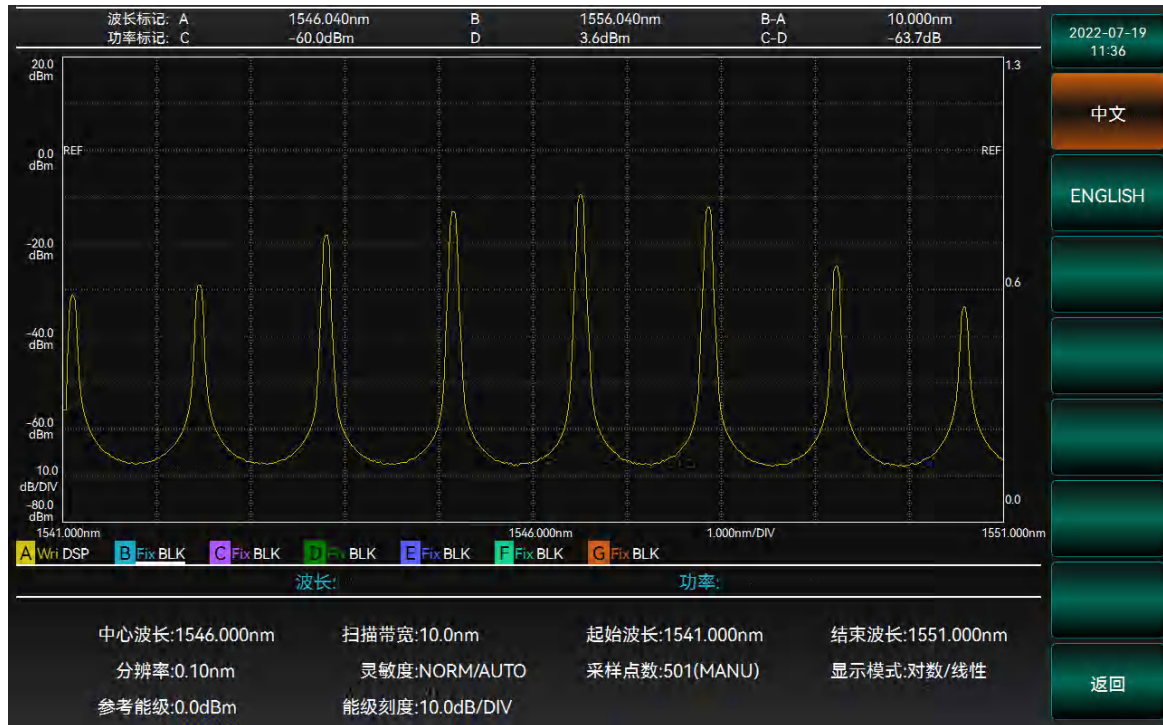 波长标记: A 1546.040nm B 1556.040nm B-A 10.000nm
功率标记: C -60.0dBm D 3.6dBm C-D -63.7dB
2022-07-19
11:36
中文
ENGLISH
返回
20.0
dBm
1.3
REF
REF
0.0
dBm
-20.0
dBm
0.6
-40.0
dBm
-60.0
dBm
10.0
dB/DIV
0.0
-80.0
dBm
1541.000nm 1546.000nm 1.000nm/DIV 1551.000nm
A Wri DSP B Fix BLK C Fix BLK D Fix BLK E Fix BLK F Fix BLK G Fix BLK
波长: 功率:
中心波长:1546.000nm 扫描带宽:10.0nm 起始波长:1541.000nm 结束波长:1551.000nm
分辨率:0.10nm 灵敏度:NORM/AUTO 采样点数:501(MANU) 显示模式:对数/线性
参考能级:0.0dBm 能级刻度:10.0dB/DIV